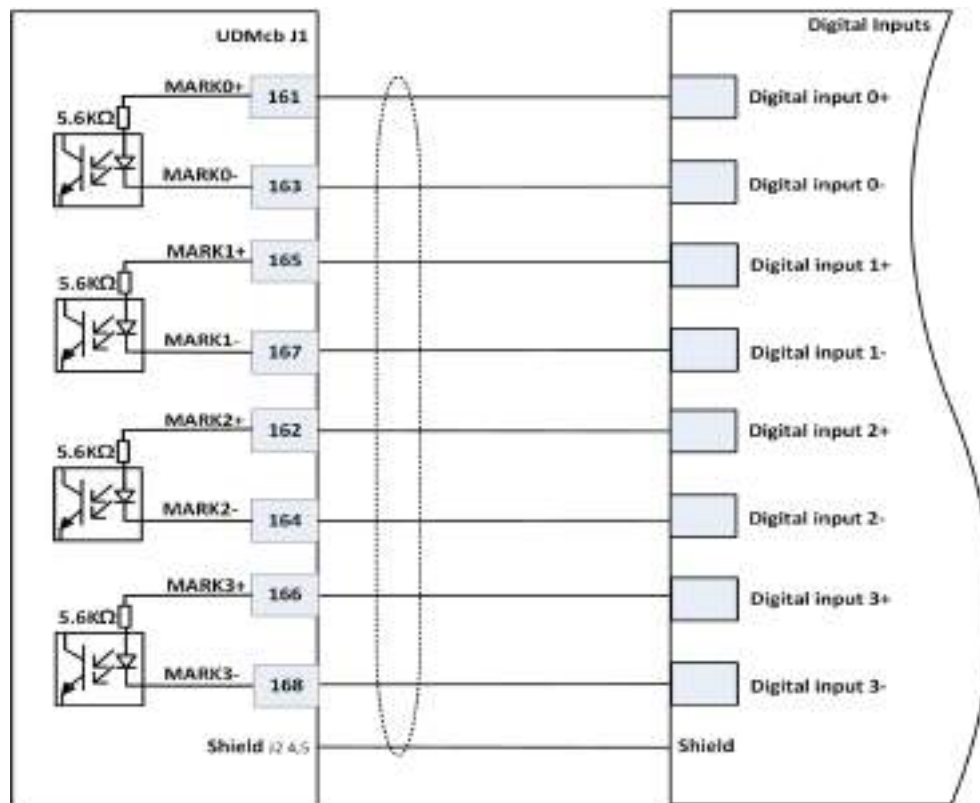 UDMcb J1
Digital Inputs
MARK0+ 161 Digital input 0+
5.6KΩ
MARK0- 163 Digital input 0-
MARK1+ 165 Digital input 1+
5.6KΩ
MARK1- 167 Digital input 1-
MARK2+ 162 Digital input 2+
5.6KΩ
MARK2- 164 Digital input 2-
MARK3+ 166 Digital input 3+
5.6KΩ
MARK3- 168 Digital input 3-
Shield J2 4,5 Shield